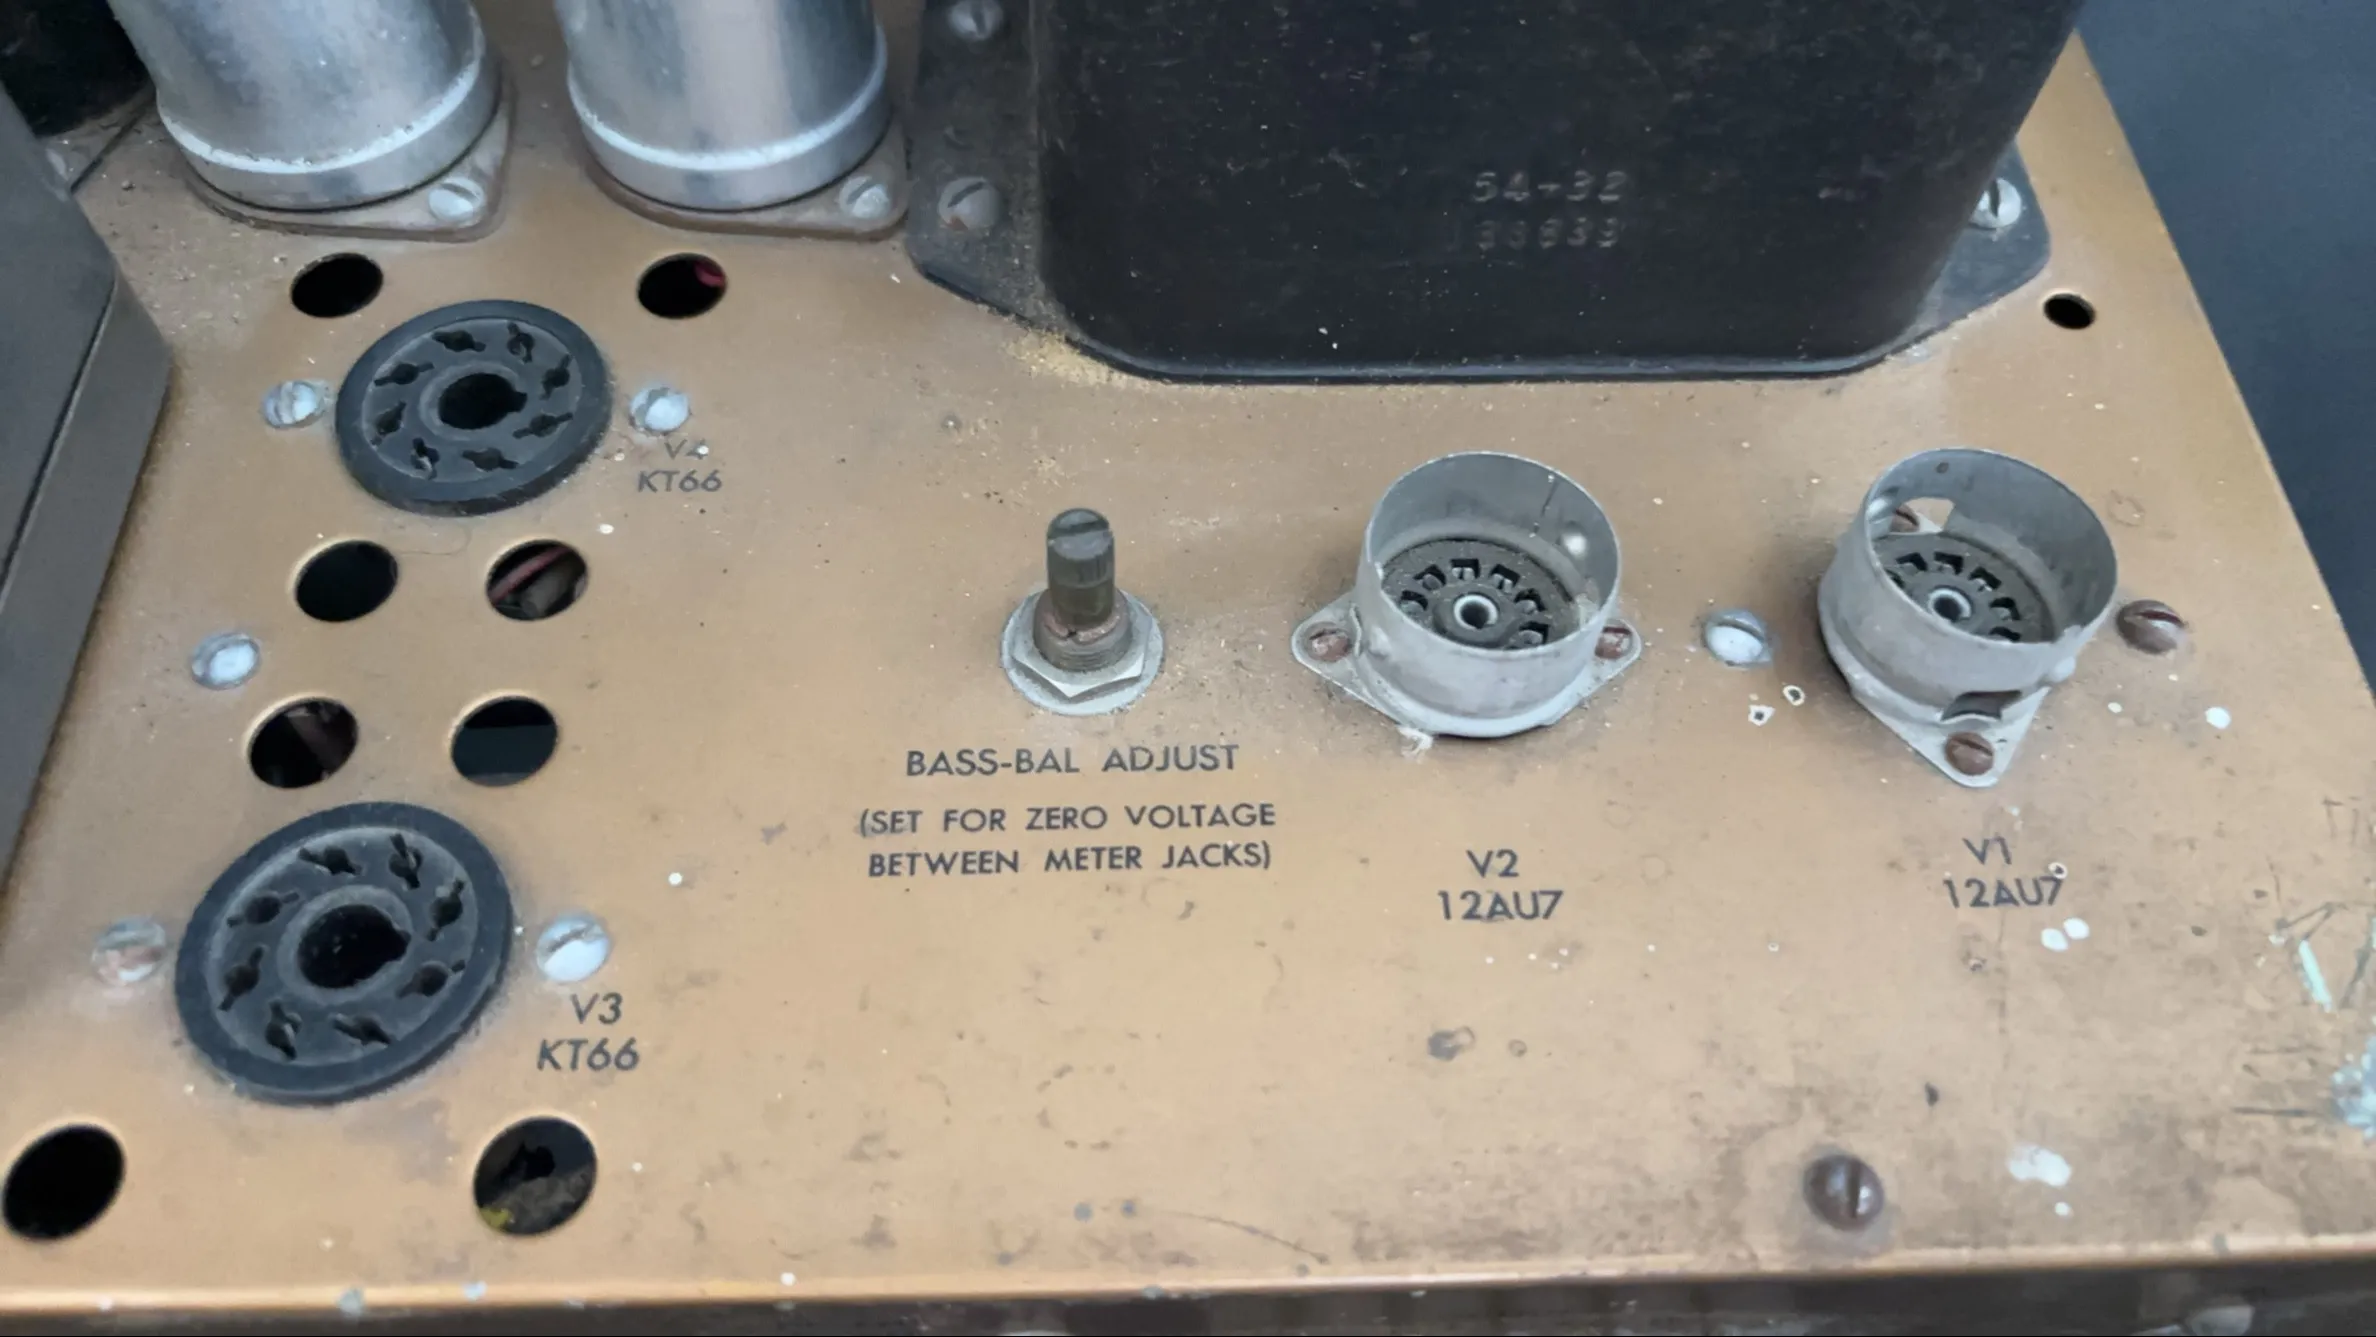 54-32
V4
KT66
BASS-BAL ADJUST
(SET FOR ZERO VOLTAGE
BETWEEN METER JACKS)
V2
12AU7
V1
12AU7
V3
KT66